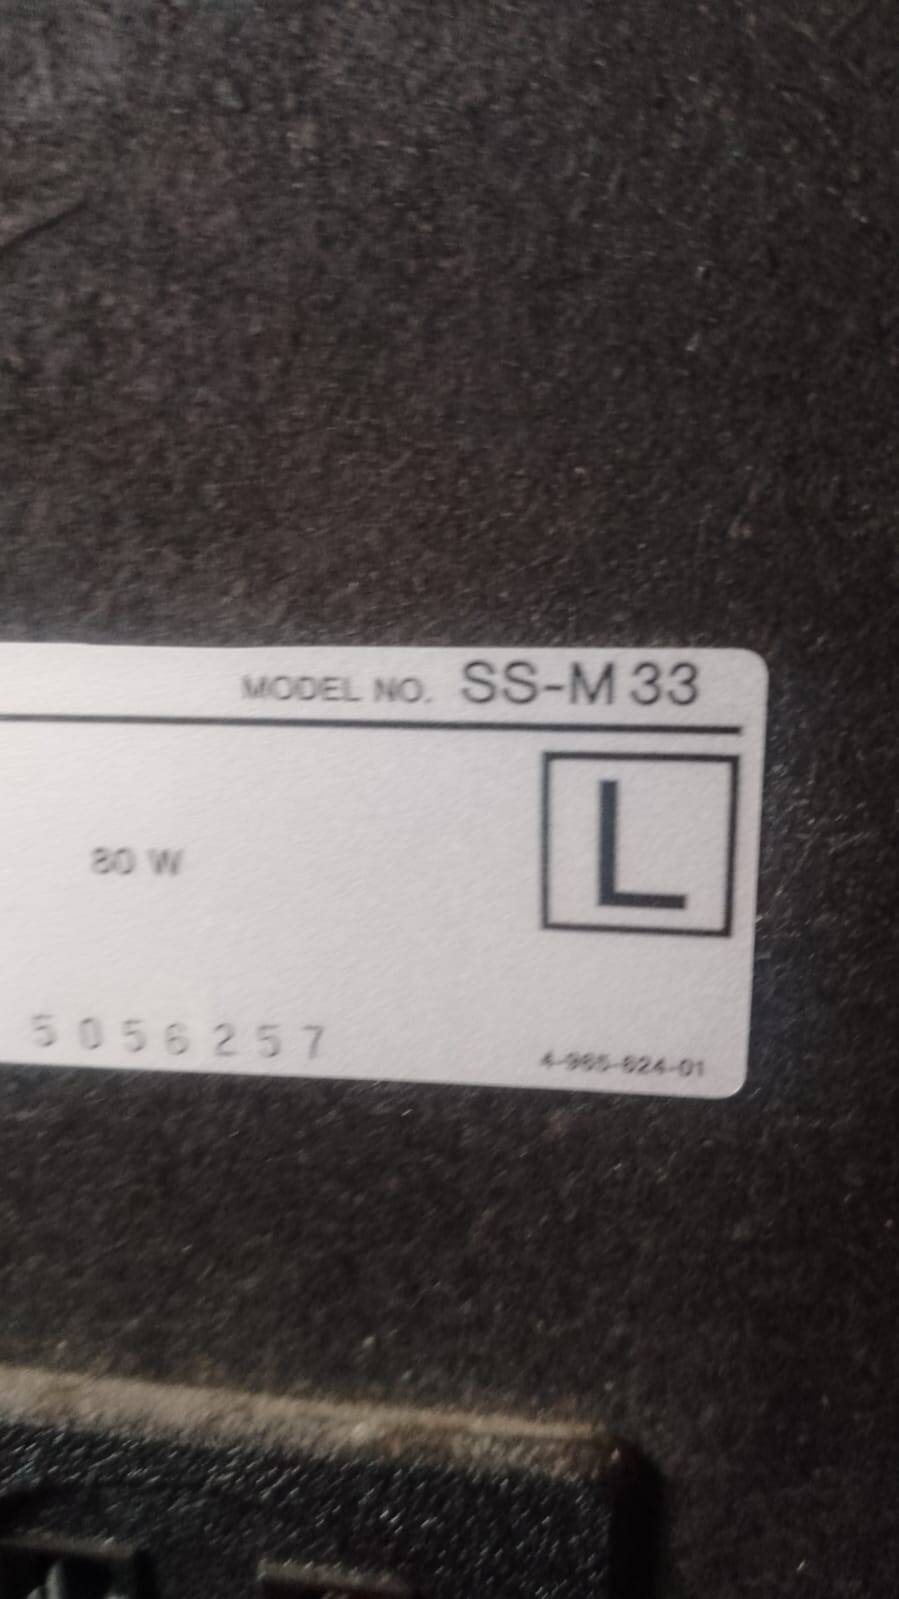 MODEL NO. SS-M33
L
80 W
5056257
4-965-624-01